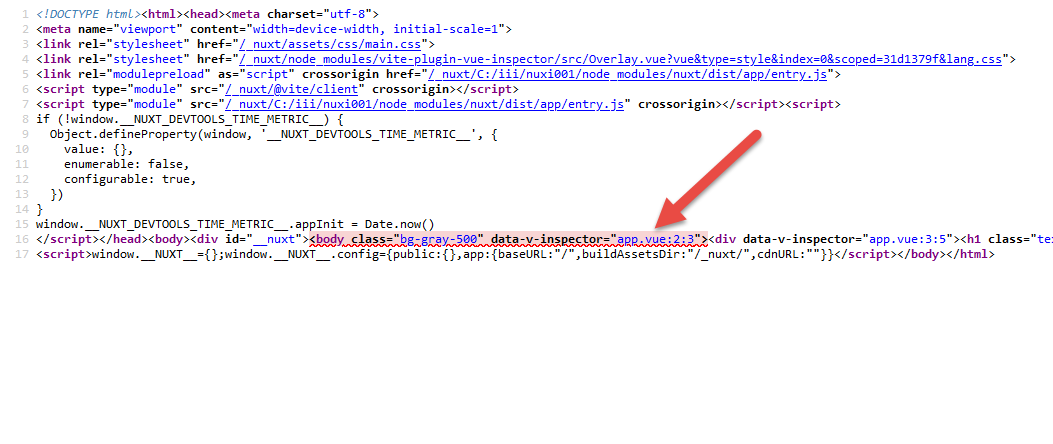 1 <!DOCTYPE html><html><head><meta charset="utf-8">
2 <meta name="viewport" content="width=device-width, initial-scale=1">
3 <link rel="stylesheet" href="/_nuxt/assets/css/main.css">
4 <link rel="stylesheet" href="/_nuxt/node_modules/vite-plugin-vue-inspector/src/Overlay.vue?vue&type=style&index=0&scoped=31d1379f&lang.css">
5 <link rel="modulepreload" as="script" crossorigin href="/_nuxt/C:/iii/nuxi001/node_modules/nuxt/dist/app/entry.js">
6 <script type="module" src="/_nuxt/@vite/client" crossorigin></script>
7 <script type="module" src="/_nuxt/C:/iii/nuxi001/node_modules/nuxt/dist/app/entry.js" crossorigin></script><script>
8 if (!window.__NUXT_DEVTOOLS_TIME_METRIC__) {
9   Object.defineProperty(window, '__NUXT_DEVTOOLS_TIME_METRIC__', {
10     value: {},
11     enumerable: false,
12     configurable: true,
13   })
14 }
15 window.__NUXT_DEVTOOLS_TIME_METRIC__.appInit = Date.now()
16 </script></head><body><div id="__nuxt"><body class="bg-gray-500" data-v-inspector="app.vue:2:3"><div data-v-inspector="app.vue:3:5"><h1 class="te
17 <script>window.__NUXT__={};window.__NUXT__.config={public:{},app:{baseURL:"/",buildAssetsDir:"/_nuxt/",cdnURL:""}}</script></body></html>